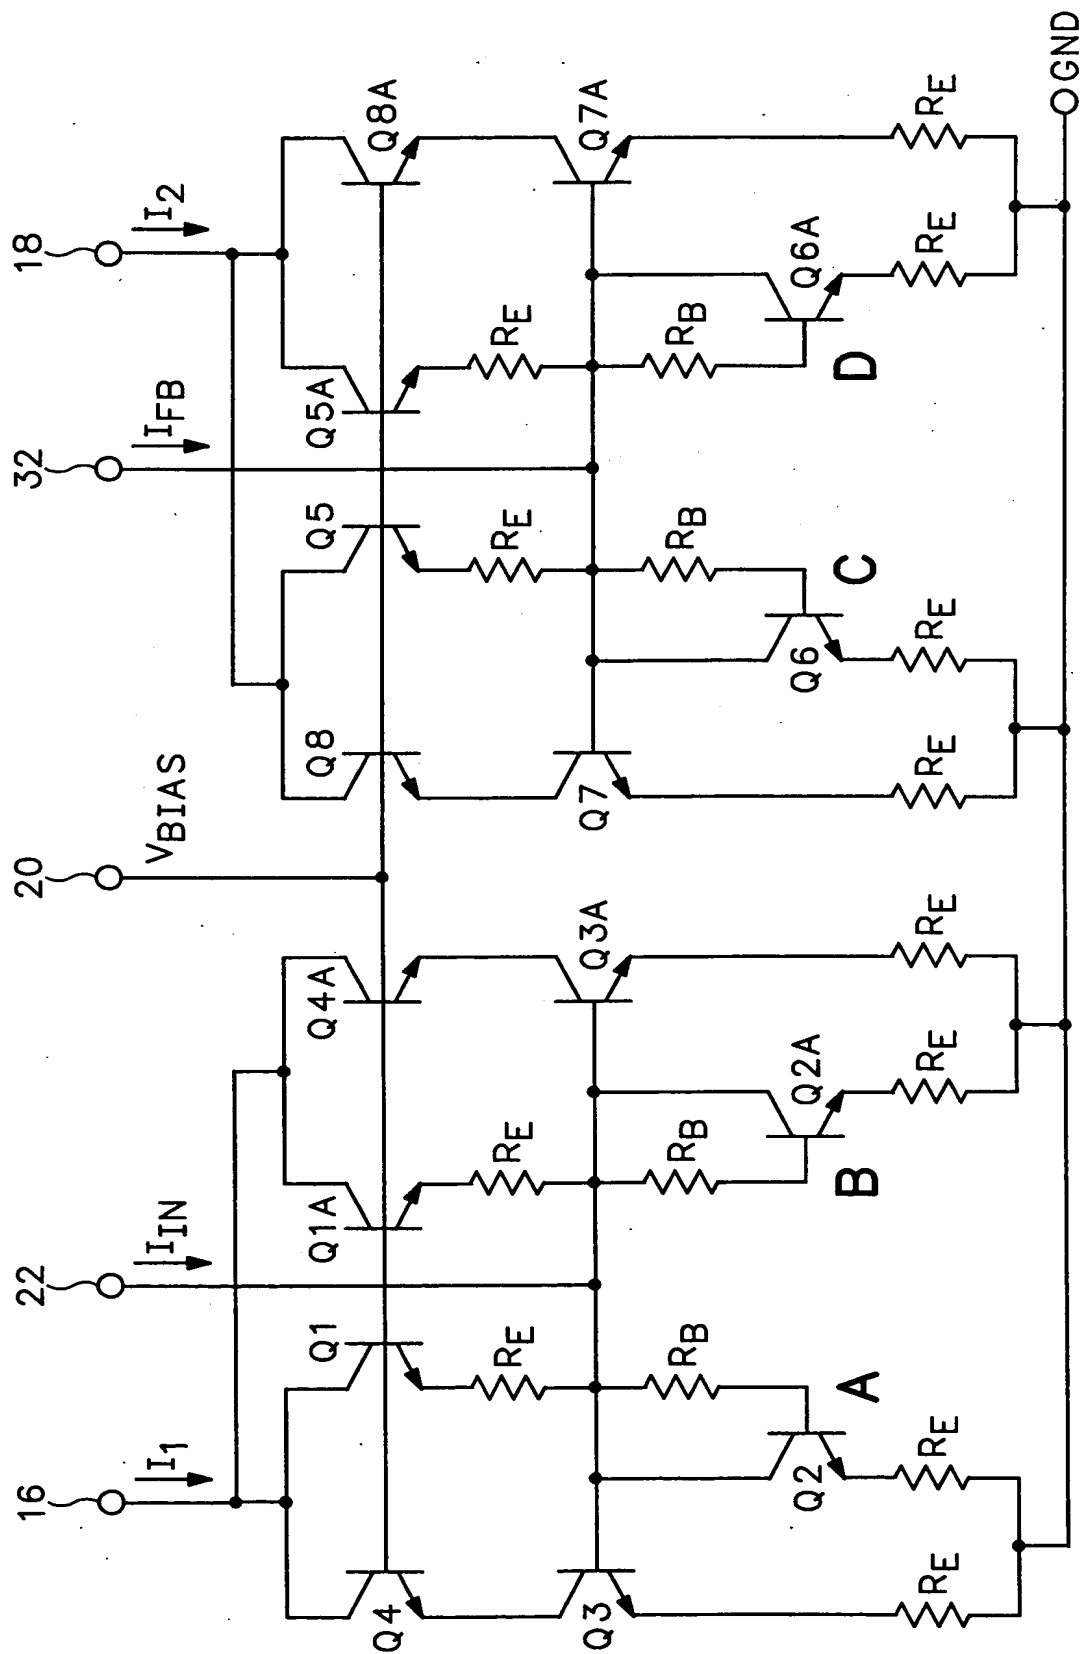 16
I1
22
IIN
20
VBIAS
32
IFB
18
I2
Q4
Q1
Q1A
Q4A
Q8
Q5
Q5A
Q8A
RE
RE
RE
RE
Q3
Q3A
Q7
Q7A
RB
RB
RB
RB
Q2
Q2A
Q6
Q6A
A
B
C
D
RE
RE
RE
RE
RE
RE
RE
RE
GND